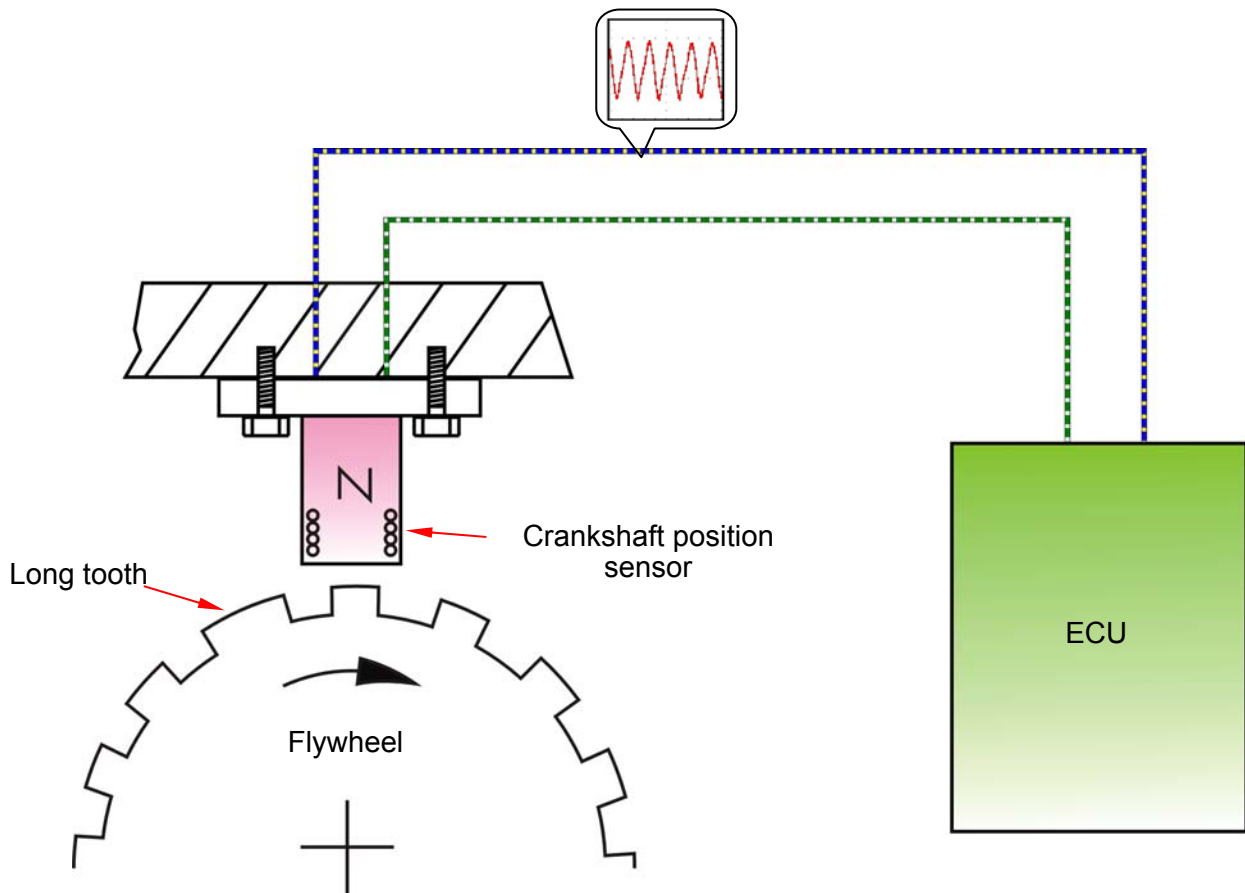 N
Crankshaft position
sensor
Long tooth
ECU
Flywheel